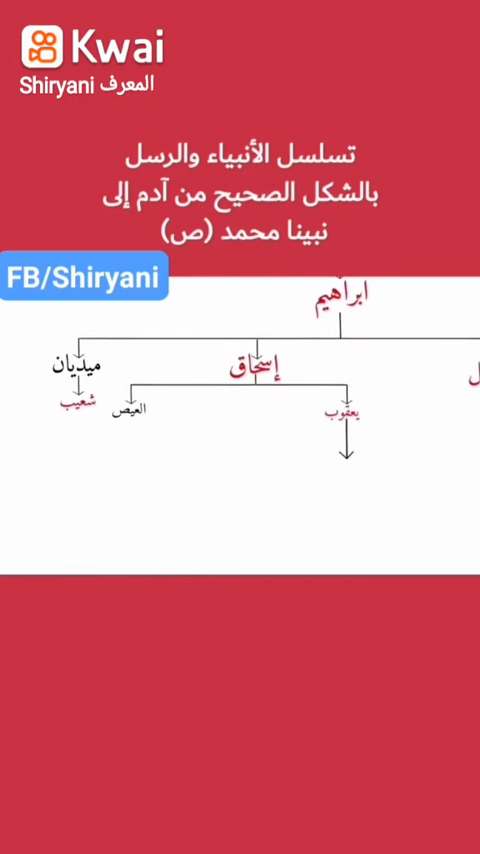 Kwai
المعرف Shiryani
تسلسل الأنبياء والرسل
بالشكل الصحيح من آدم إلى
نبينا محمد (ص)
FB/Shiryani
ابراهيم
إسحاق
ميديان
يعقوب
العيص
شعيب